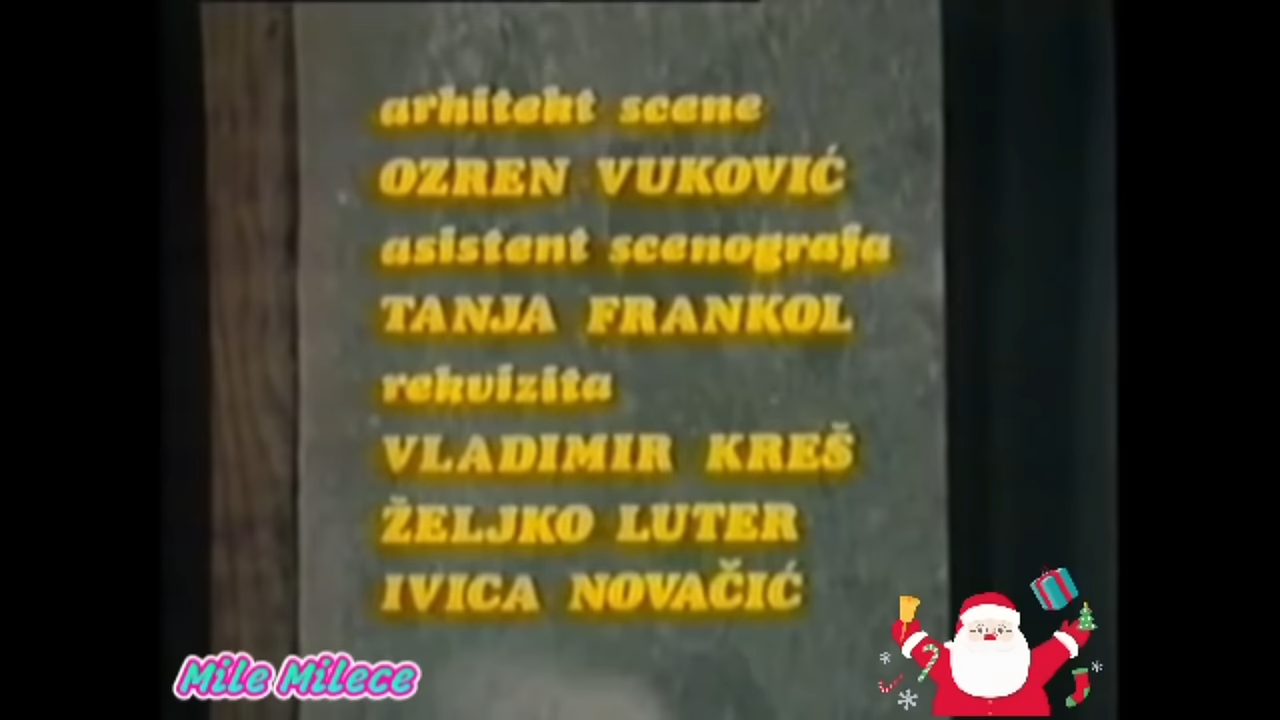 arhitekt scene
OZREN VUKOVIĆ
asistent scenografa
TANJA FRANKOL
rekvizita
VLADIMIR KREŠ
ŽELJKO LUTER
IVICA NOVAČIĆ
Mile Milece